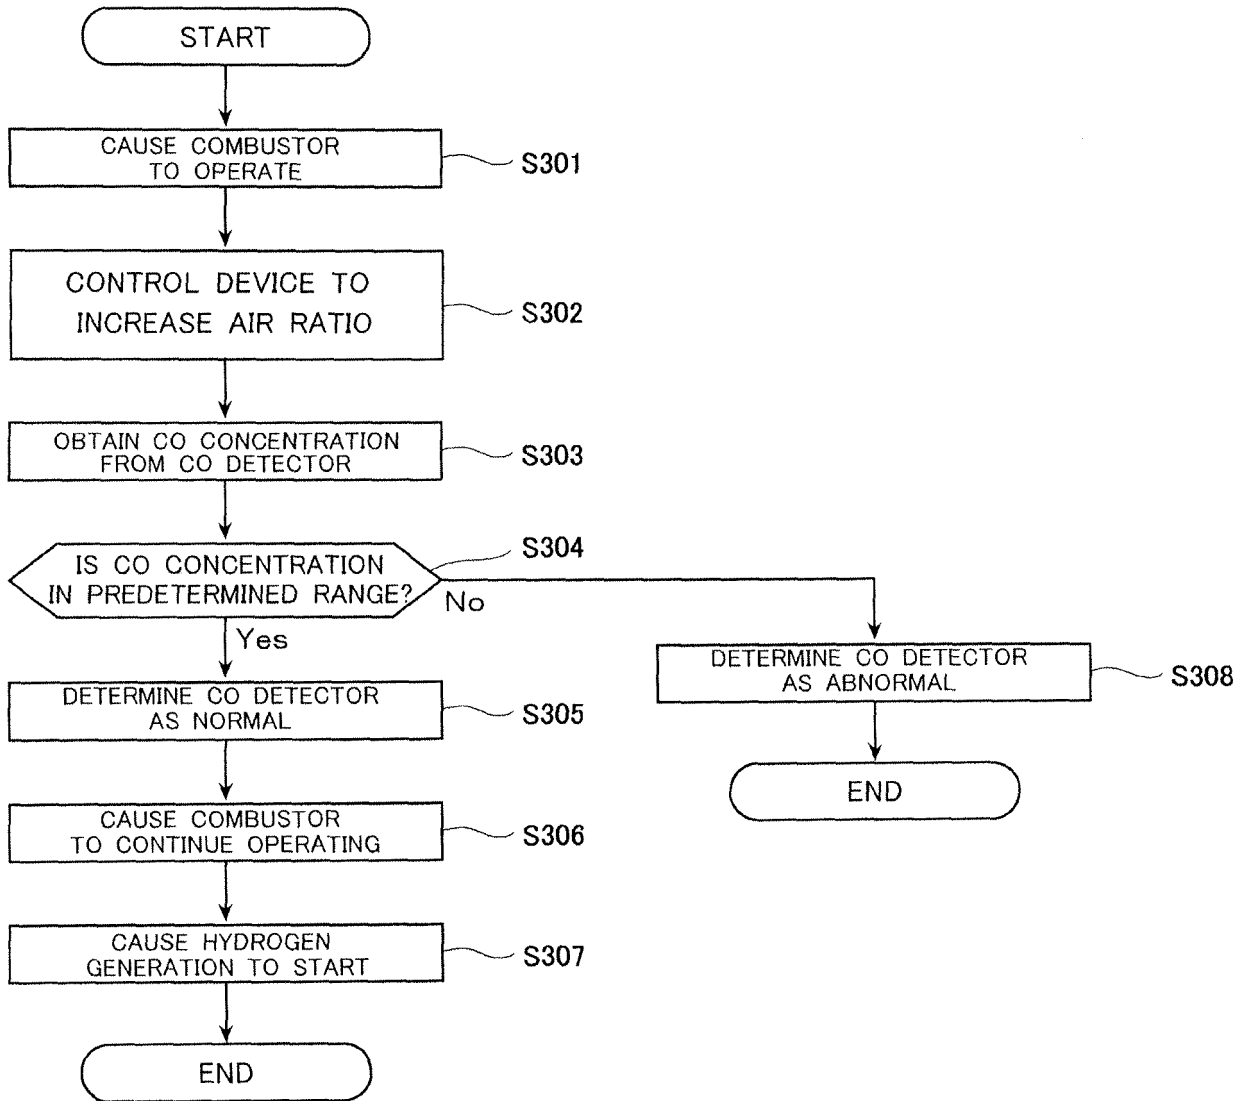 START
CAUSE COMBUSTOR
TO OPERATE
S301
CONTROL DEVICE TO
INCREASE AIR RATIO
S302
OBTAIN CO CONCENTRATION
FROM CO DETECTOR
S303
IS CO CONCENTRATION
IN PREDETERMINED RANGE?
S304
No
Yes
DETERMINE CO DETECTOR
AS NORMAL
S305
DETERMINE CO DETECTOR
AS ABNORMAL
S308
END
CAUSE COMBUSTOR
TO CONTINUE OPERATING
S306
CAUSE HYDROGEN
GENERATION TO START
S307
END